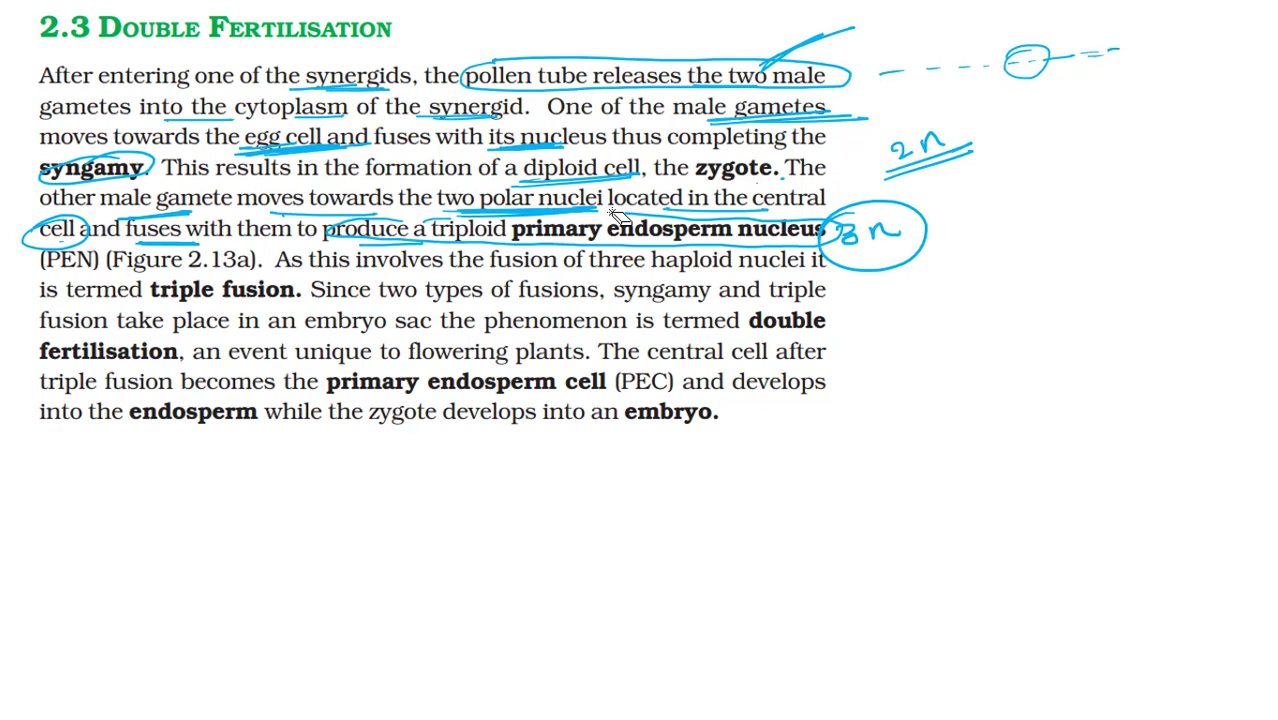 2.3 DOUBLE FERTILISATION
After entering one of the synergids, the pollen tube releases the two male
gametes into the cytoplasm of the synergid. One of the male gametes
moves towards the egg cell and fuses with its nucleus thus completing the
2n
syngamy. This results in the formation of a diploid cell, the zygote. The
other male gamete moves towards the two polar nuclei located in the central
cell and fuses with them to produce a triploid primary endosperm nucleus 3n
(PEN) (Figure 2.13a). As this involves the fusion of three haploid nuclei it
is termed triple fusion. Since two types of fusions, syngamy and triple
fusion take place in an embryo sac the phenomenon is termed double
fertilisation, an event unique to flowering plants. The central cell after
triple fusion becomes the primary endosperm cell (PEC) and develops
into the endosperm while the zygote develops into an embryo.